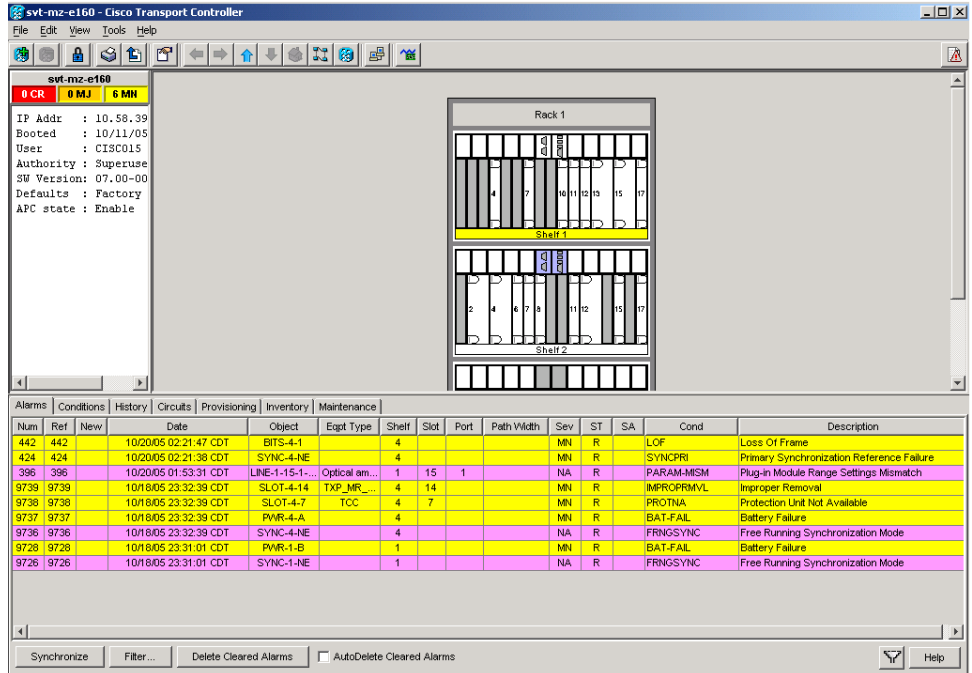 svt-mz-e160 - Cisco Transport Controller
File Edit View Tools Help
svt-mz-e160
0 CR 0 MJ 6 MN
IP Addr : 10.58.39
Booted : 10/11/05
User : CISCO15
Authority : Superuse
SW Version: 07.00-00
Defaults : Factory
APC state : Enable
Rack 1
4 7 10 11 12 13 15 17
Shelf 1
2 4 6 7 8 11 12 15 17
Shelf 2
Alarms Conditions History Circuits Provisioning Inventory Maintenance
Num Ref New Date Object Eqpt Type Shelf Slot Port Path Width Sev ST SA Cond Description
442 442 10/20/05 02:21:47 CDT BITS-4-1 4 MN R LOF Loss Of Frame
424 424 10/20/05 02:21:38 CDT SYNC-4-NE 4 MN R SYNCPRI Primary Synchronization Reference Failure
396 396 10/20/05 01:53:31 CDT LINE-1-15-1-... Optical am... 1 15 1 NA R PARAM-MISM Plug-in Module Range Settings Mismatch
9739 9739 10/18/05 23:32:39 CDT SLOT-4-14 TXP_MR_... 4 14 MN R IMPROPRMVL Improper Removal
9738 9738 10/18/05 23:32:39 CDT SLOT-4-7 TCC 4 7 MN R PROTNA Protection Unit Not Available
9737 9737 10/18/05 23:32:39 CDT PWR-4-A 4 MN R BAT-FAIL Battery Failure
9736 9736 10/18/05 23:32:39 CDT SYNC-4-NE 4 NA R FRNGSYNC Free Running Synchronization Mode
9728 9728 10/18/05 23:31:01 CDT PWR-1-B 1 MN R BAT-FAIL Battery Failure
9726 9726 10/18/05 23:31:01 CDT SYNC-1-NE 1 NA R FRNGSYNC Free Running Synchronization Mode
Synchronize Filter... Delete Cleared Alarms AutoDelete Cleared Alarms Help